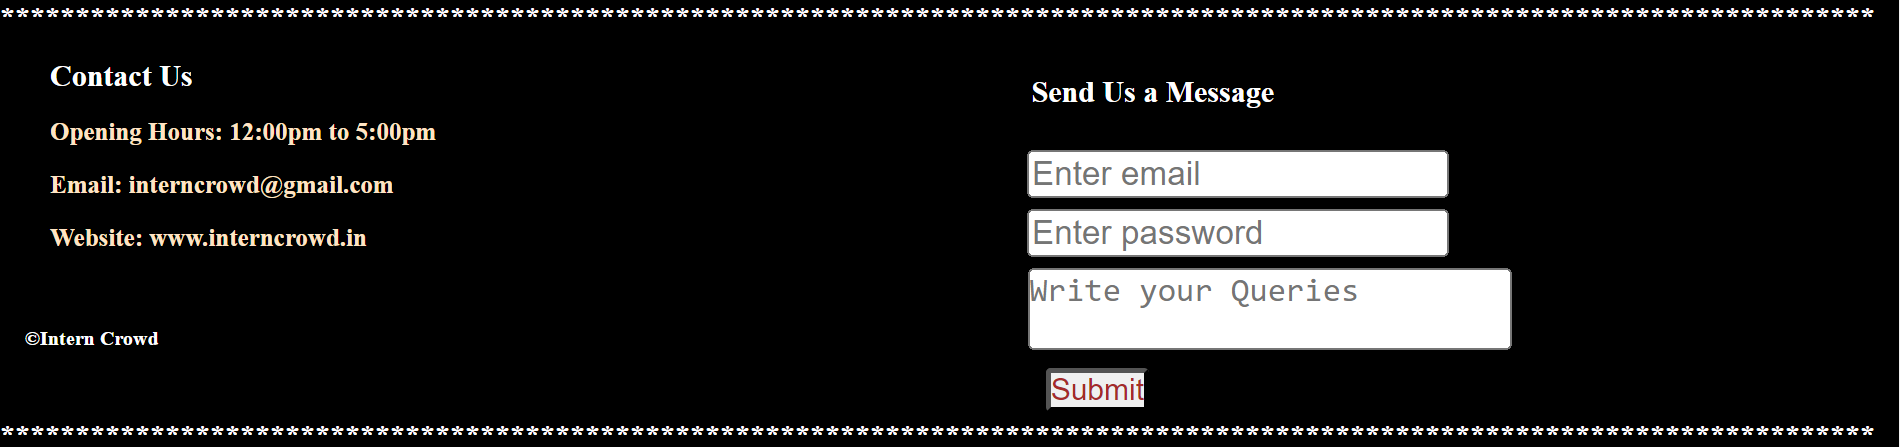 *****************************************************************************************************************************
Contact Us
Opening Hours: 12:00pm to 5:00pm
Email: interncrowd@gmail.com
Website: www.interncrowd.in
©Intern Crowd
Send Us a Message
Enter email
Enter password
Write your Queries
Submit
*****************************************************************************************************************************